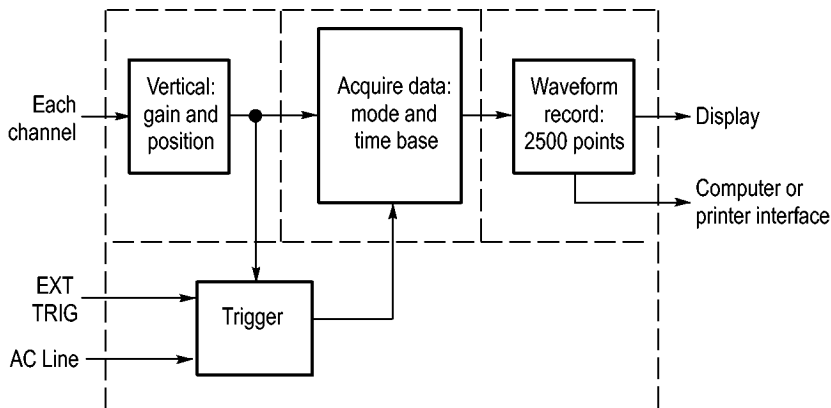 Each
channel
Vertical:
gain and
position
Acquire data:
mode and
time base
Waveform
record:
2500 points
Display
Computer or
printer interface
EXT
TRIG
Trigger
AC Line